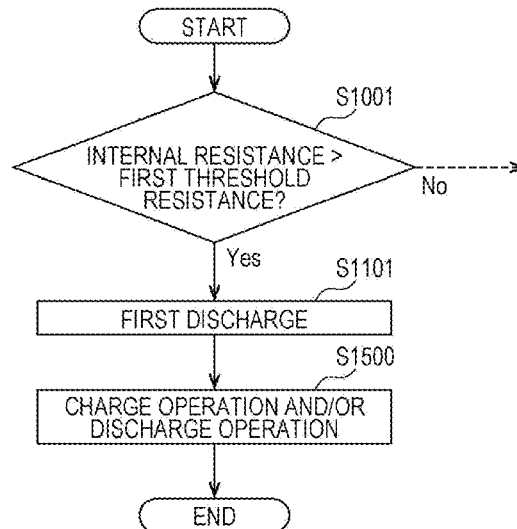 START
S1001
INTERNAL RESISTANCE >
FIRST THRESHOLD
RESISTANCE?
No
Yes
S1101
FIRST DISCHARGE
S1500
CHARGE OPERATION AND/OR
DISCHARGE OPERATION
END